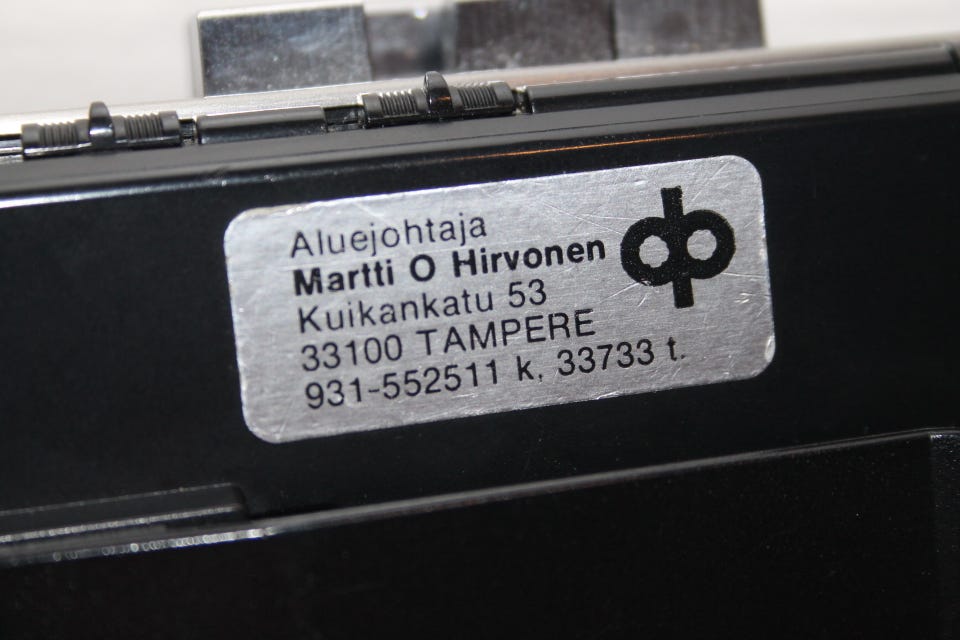 Aluejohtaja
Martti O Hirvonen
Kuikankatu 53
33100 TAMPERE
931-552511 k, 33733 t.